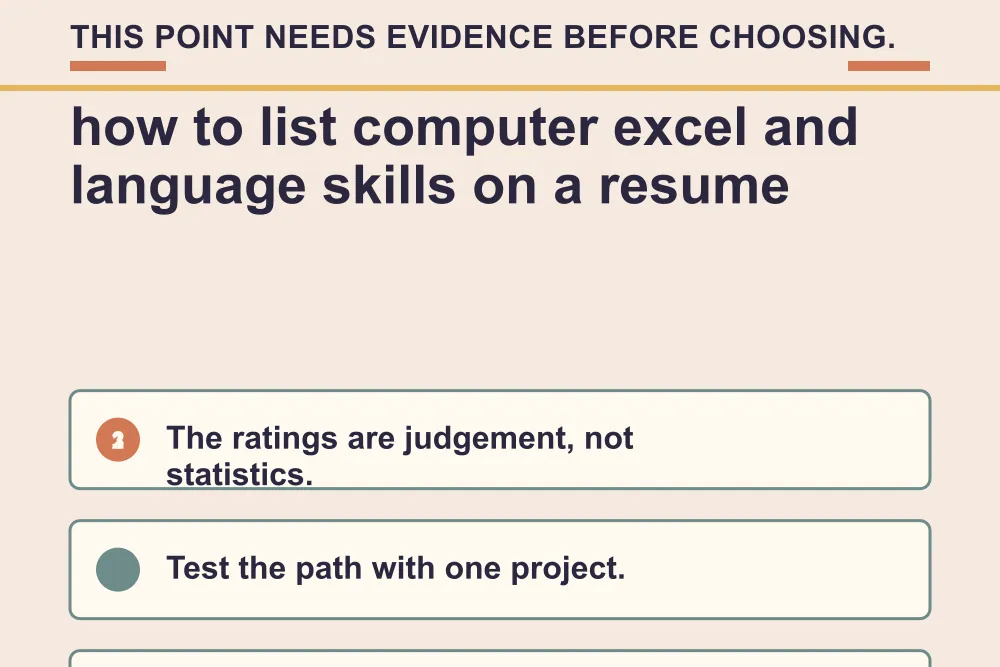 THIS POINT NEEDS EVIDENCE BEFORE CHOOSING.
how to list computer excel and
language skills on a resume
The ratings are judgement, not
statistics.
Test the path with one project.